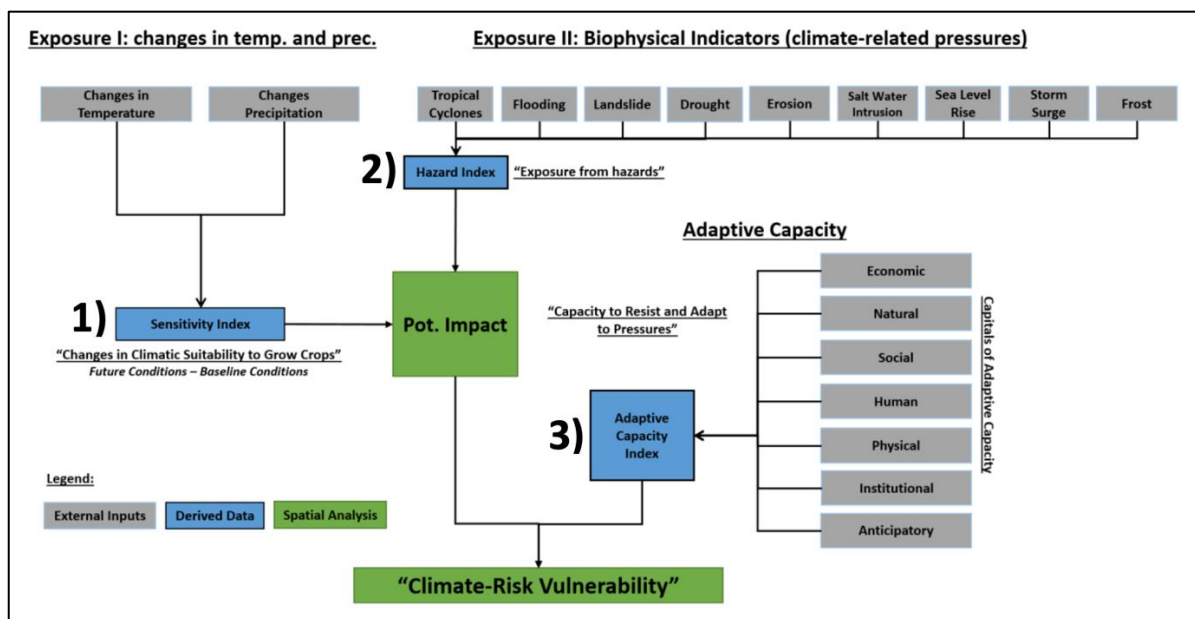 Exposure I: changes in temp. and prec.
Exposure II: Biophysical Indicators (climate-related pressures)
Changes in
Temperature
Changes
Precipitation
Tropical
Cyclones
Flooding
Landslide
Drought
Erosion
Salt Water
Intrusion
Sea Level
Rise
Storm
Surge
Frost
2)
Hazard Index
“Exposure from hazards”
Adaptive Capacity
1)
Sensitivity Index
“Changes in Climatic Suitability to Grow Crops”
Future Conditions – Baseline Conditions
Pot. Impact
“Capacity to Resist and Adapt
to Pressures”
3)
Adaptive
Capacity
Index
Economic
Natural
Social
Human
Physical
Institutional
Anticipatory
Capitals of Adaptive Capacity
Legend:
External Inputs
Derived Data
Spatial Analysis
“Climate-Risk Vulnerability”